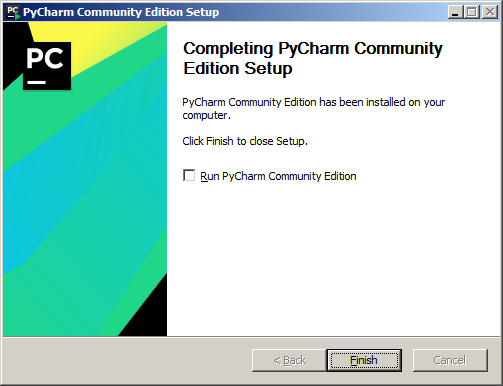 PyCharm Community Edition Setup
PC
Completing PyCharm Community
Edition Setup
PyCharm Community Edition has been installed on your
computer.
Click Finish to close Setup.
Run PyCharm Community Edition
< Back
Finish
Cancel